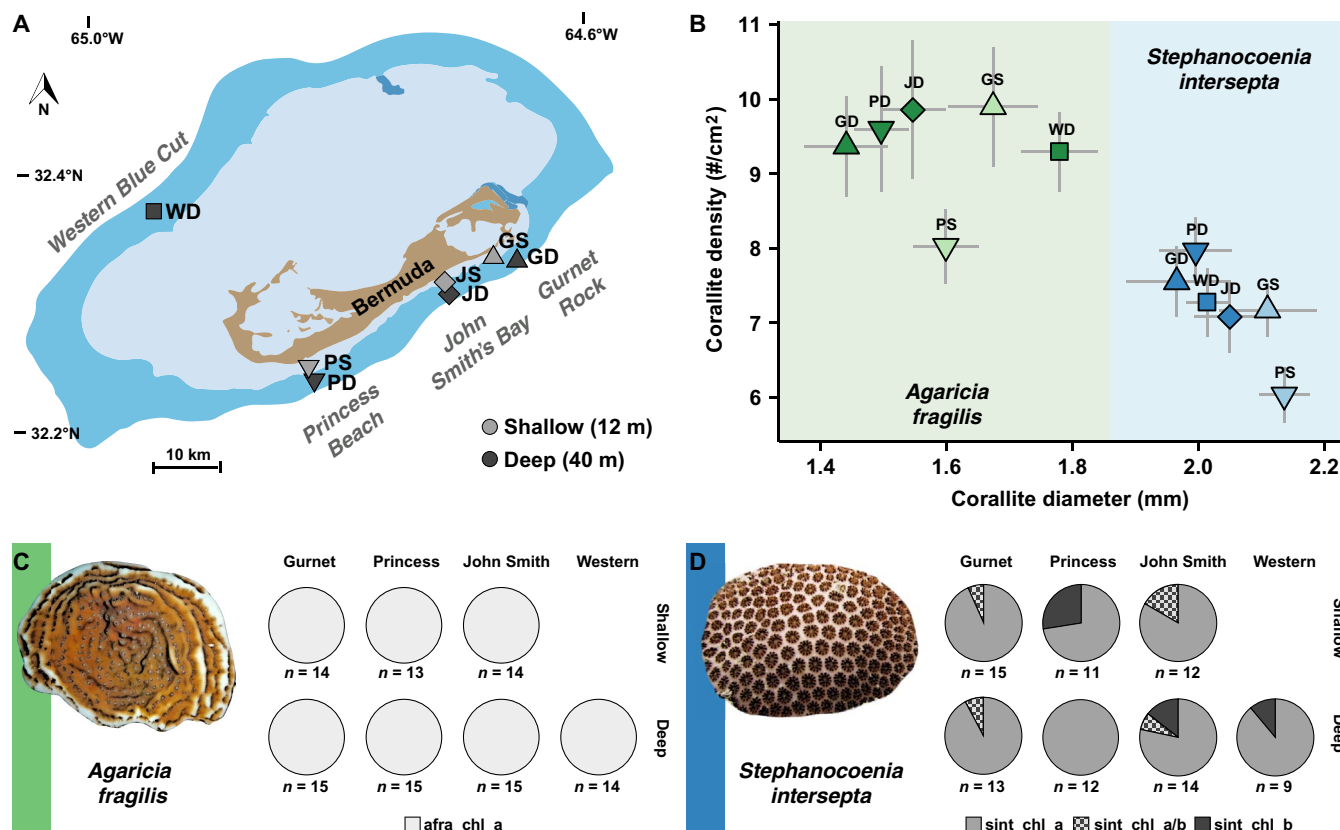 A
65.0°W
64.6°W
N
32.4°N
32.2°N
Western Blue Cut
WD
GS
GD
JS
JD
PS
PD
Bermuda
Gurnet
Rock
John
Smith's Bay
Princess
Beach
10 km
Shallow (12 m)
Deep (40 m)
B
Corallite density (#/cm²)
11
10
9
8
7
6
1.4
1.6
1.8
2.0
2.2
Corallite diameter (mm)
Stephanocoenia
intersepta
Agaricia
fragilis
GD
PD
JD
GS
WD
PS
PD
GD
WD
JD
GS
PS
C
Gurnet Princess John Smith Western
Shallow
n = 14 n = 13 n = 14
Deep
n = 15 n = 15 n = 15 n = 14
Agaricia
fragilis
afra_chl_a
D
Gurnet Princess John Smith Western
Shallow
n = 15 n = 11 n = 12
Deep
n = 13 n = 12 n = 14 n = 9
Stephanocoenia
intersepta
sint_chl_a sint_chl_a/b sint_chl_b